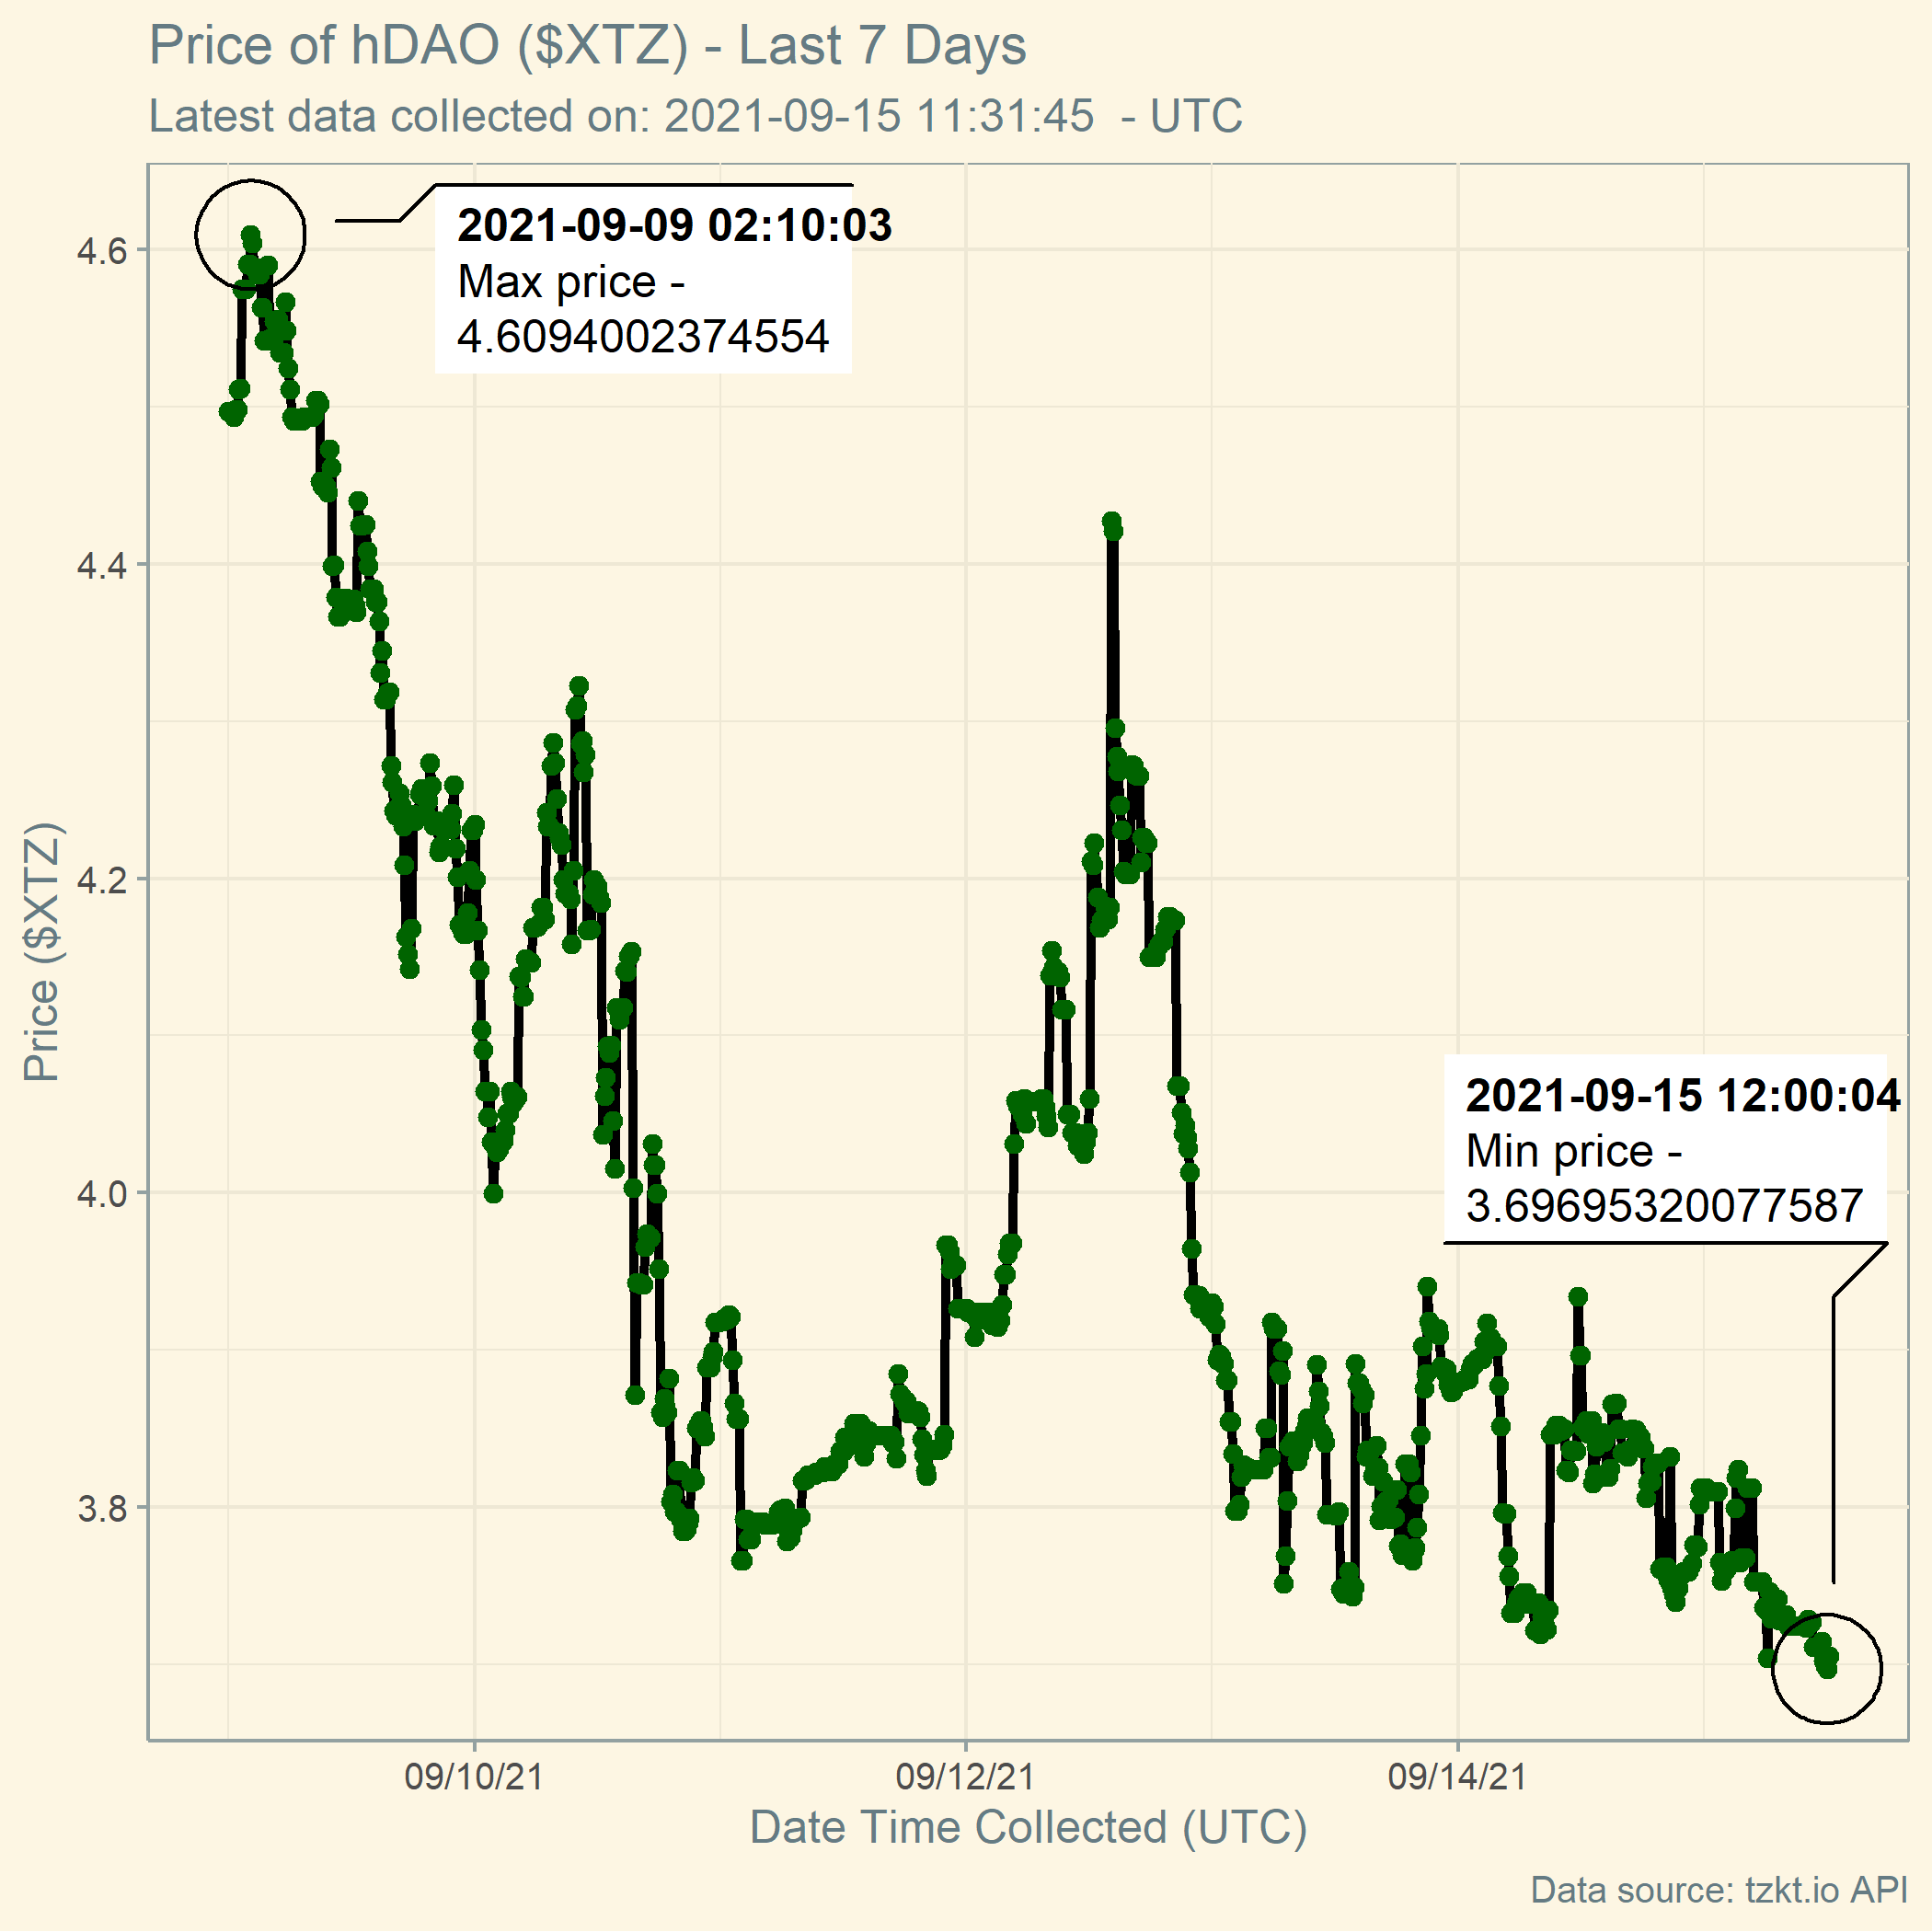 Price of hDAO ($XTZ) - Last 7 Days
Latest data collected on: 2021-09-15 11:31:45  - UTC
2021-09-09 02:10:03
Max price -
4.6094002374554
4.6
4.4
4.2
4.0
3.8
Price ($XTZ)
2021-09-15 12:00:04
Min price -
3.69695320077587
09/10/21
09/12/21
09/14/21
Date Time Collected (UTC)
Data source: tzkt.io API